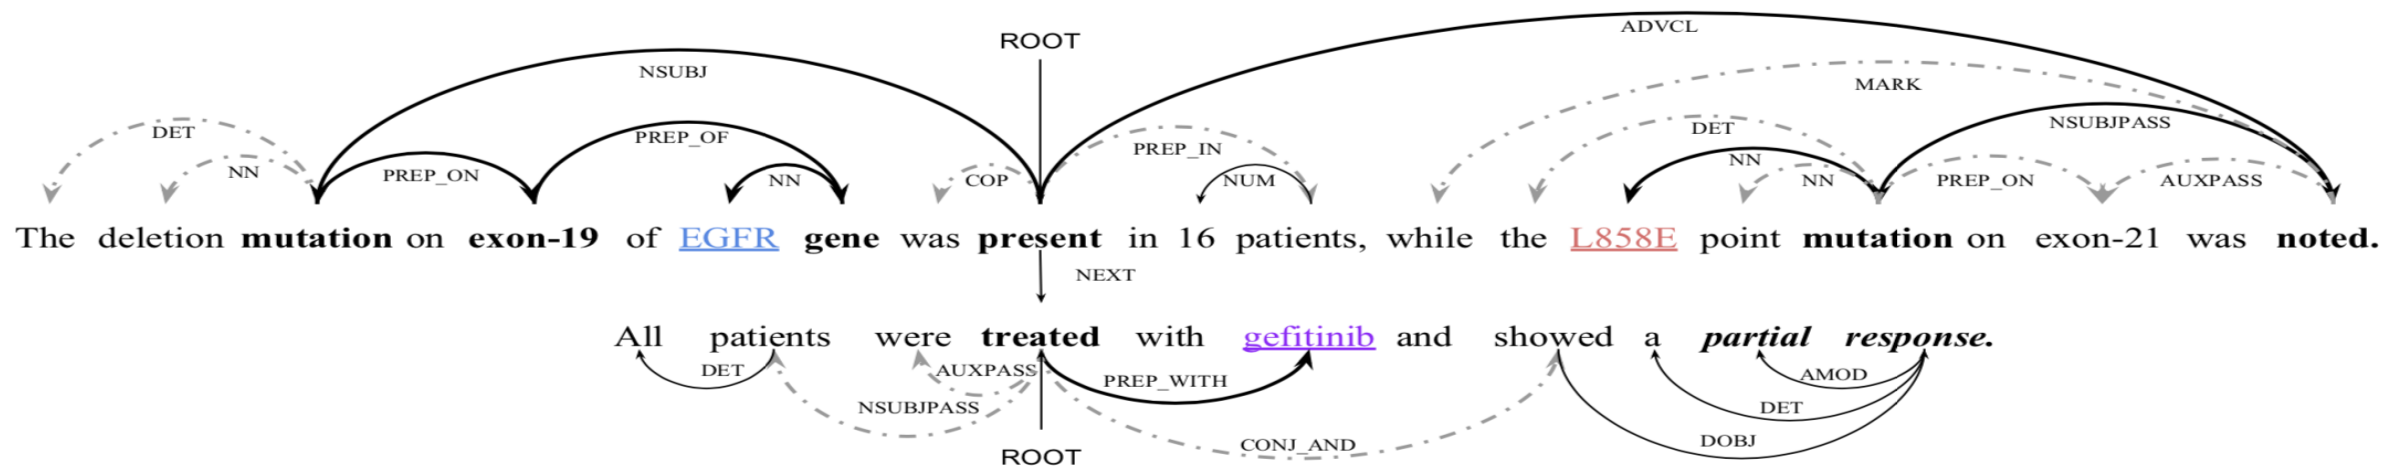 ADVCL
ROOT
NSUBJ
MARK
DET
PREP_OF
PREP_IN
DET
NSUBJPASS
NN
PREP_ON
NN
COP
NUM
NN
NN
PREP_ON
AUXPASS
The deletion mutation on exon-19 of EGFR gene was present in 16 patients, while the L858E point mutation on exon-21 was noted.
NEXT
All patients were treated with gefitinib and showed a partial response.
DET
AUXPASS
PREP_WITH
AMOD
NSUBJPASS
DET
CONJ_AND
DOBJ
ROOT